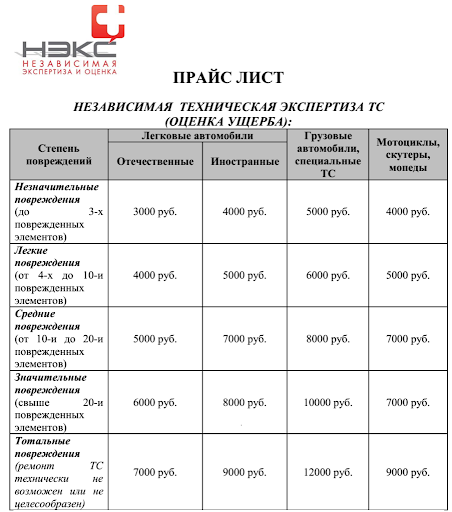 НЭКС
НЕЗАВИСИМАЯ
ЭКСПЕРТИЗА И ОЦЕНКА
ПРАЙС ЛИСТ
НЕЗАВИСИМАЯ ТЕХНИЧЕСКАЯ ЭКСПЕРТИЗА ТС
(ОЦЕНКА УЩЕРБА):
Степень
повреждений
Легковые автомобили
Отечественные
Иностранные
Грузовые
автомобили,
специальные
ТС
Мотоциклы,
скутеры,
мопеды
Незначительные
повреждения
(до 3-х
поврежденных
элементов)
3000 руб.
4000 руб.
5000 руб.
4000 руб.
Легкие
повреждения
(от 4-х до 10-и
поврежденных
элементов)
4000 руб.
5000 руб.
6000 руб.
5000 руб.
Средние
повреждения
(от 10-и до 20-и
поврежденных
элементов)
5000 руб.
7000 руб.
8000 руб.
7000 руб.
Значительные
повреждения
(свыше 20-и
поврежденных
элементов)
6000 руб.
8000 руб.
10000 руб.
7000 руб.
Тотальные
повреждения
(ремонт ТС
технически не
возможен или не
целесообразен)
7000 руб.
9000 руб.
12000 руб.
9000 руб.